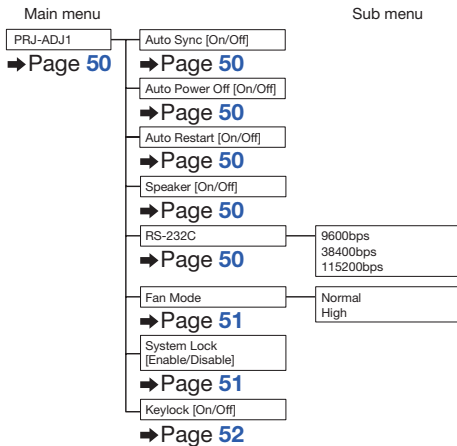 Main menu
Sub menu
PRJ-ADJ1
➡Page 50
Auto Sync [On/Off]
➡Page 50
Auto Power Off [On/Off]
➡Page 50
Auto Restart [On/Off]
➡Page 50
Speaker [On/Off]
➡Page 50
RS-232C
➡Page 50
9600bps
38400bps
115200bps
Fan Mode
➡Page 51
Normal
High
System Lock
[Enable/Disable]
➡Page 51
Keylock [On/Off]
➡Page 52